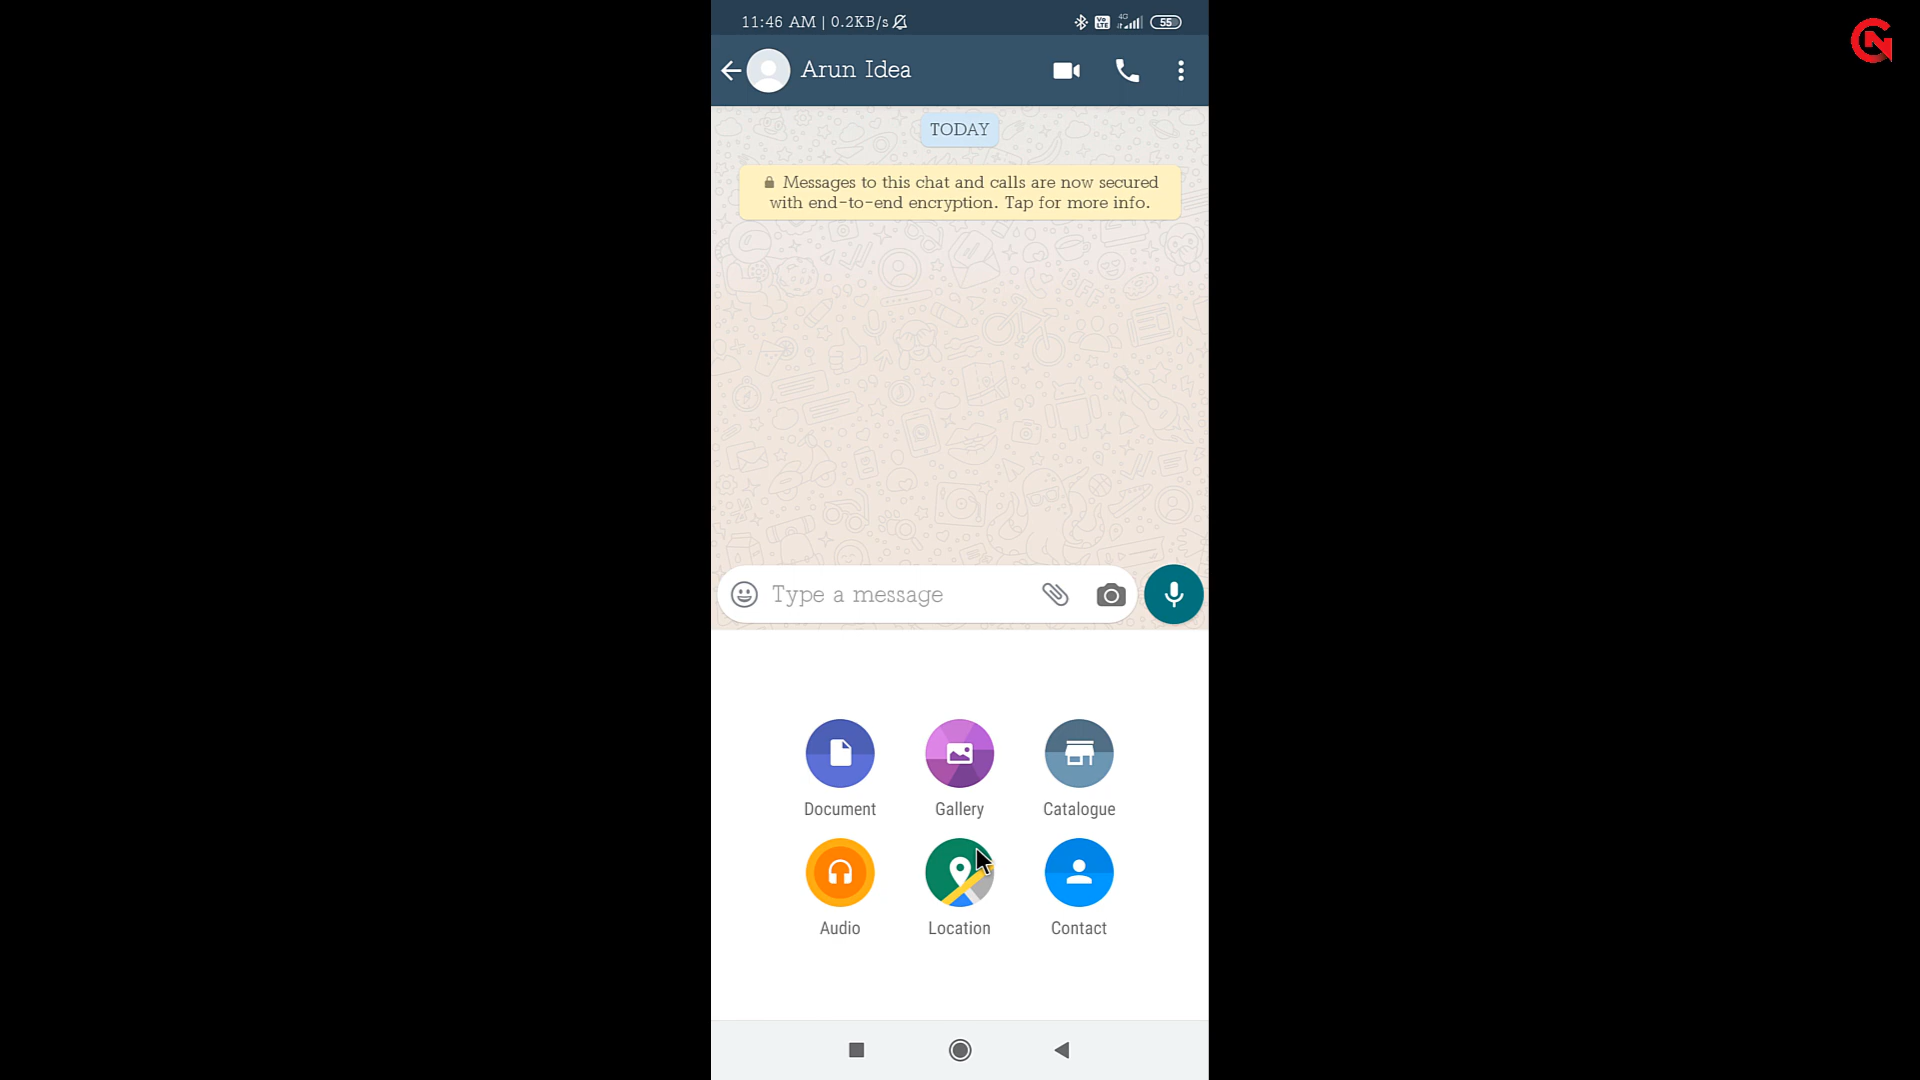 11:46 AM | 0.2KB/s
4G
55
Arun Idea
TODAY
Messages to this chat and calls are now secured
with end-to-end encryption. Tap for more info.
Type a message
Document
Gallery
Catalogue
Audio
Location
Contact